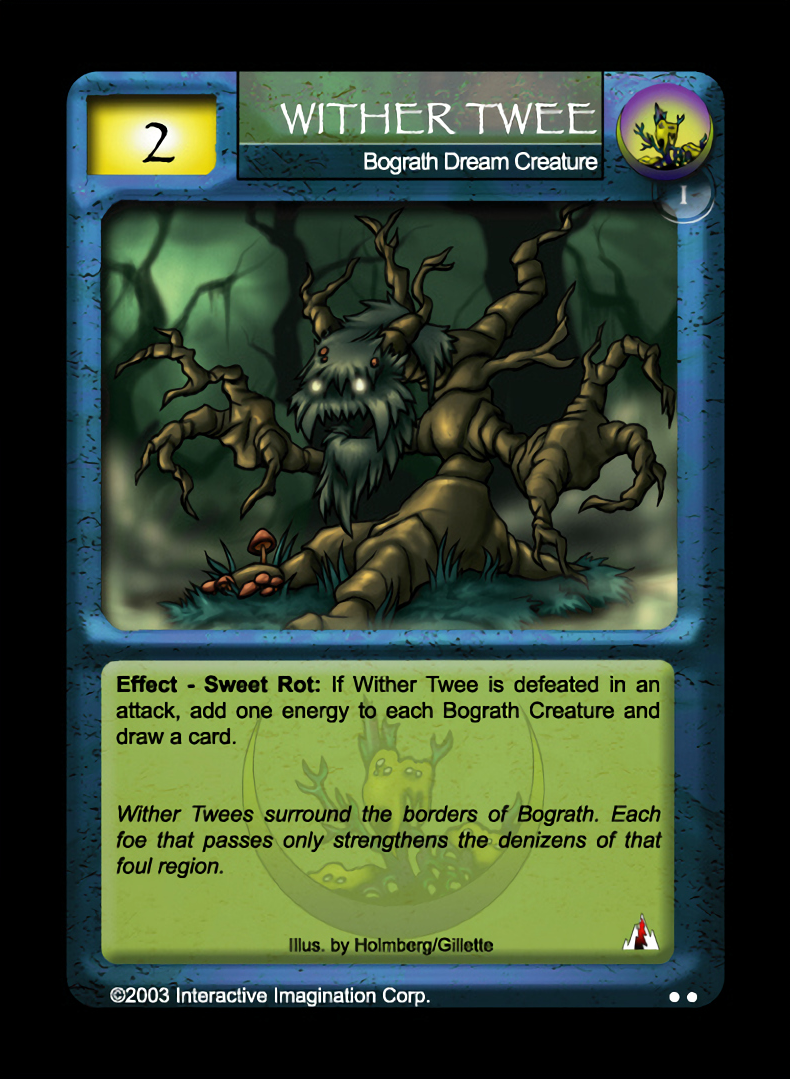 2
WITHER TWEE
Bograth Dream Creature
I
Effect - Sweet Rot: If Wither Twee is defeated in an
attack, add one energy to each Bograth Creature and
draw a card.
Wither Twees surround the borders of Bograth. Each
foe that passes only strengthens the denizens of that
foul region.
Illus. by Holmberg/Gillette
©2003 Interactive Imagination Corp.